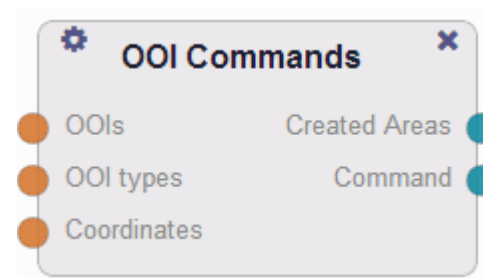 OOI Commands
OOIs Created Areas
OOI types Command
Coordinates